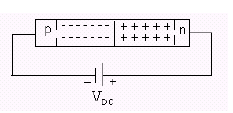 p - - - - - - + + + + + n
- - - - - - + + + + +
− +
V_DC